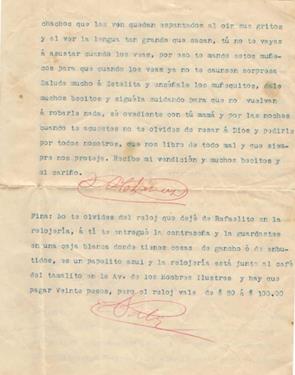 chachos que las ven quedan espantados al oir sus gritos
y al ver la lengua tan grande que sacan, tú no te vayas
á asustar cuando los veas, por eso te mando estos muñe-
cos para que cuando los veas ya no te causen sorpresa
Saluda mucho á Estelita y enséñale los muñequitos, dale
muchos besitos y síguela cuidando para que no vuelvan
á robarla nada, sé ovediente con tú mamá y por las noches
cuando te acuestes no te olvides de rezar á Dios y pedirle
por todos nosotros, que nos libre de todo mal y que siem-
pre nos proteja. Recibe mi vendición y muchos besitos y
el cariño.
Fina: No te olvides del reloj que dejé de Rafaelito en la
relojería, á ti te entregué la contraseña y la guardastes
en una caja blanca donde tienes cosas de gancho ó de enbu-
tidos, es un papelito azul y la relojería está junto al café
del tamalito en la Av. de los Hombres Ilustres y hay que
pagar Veinte pesos, pero el reloj vale de $ 80 á $ 100.00